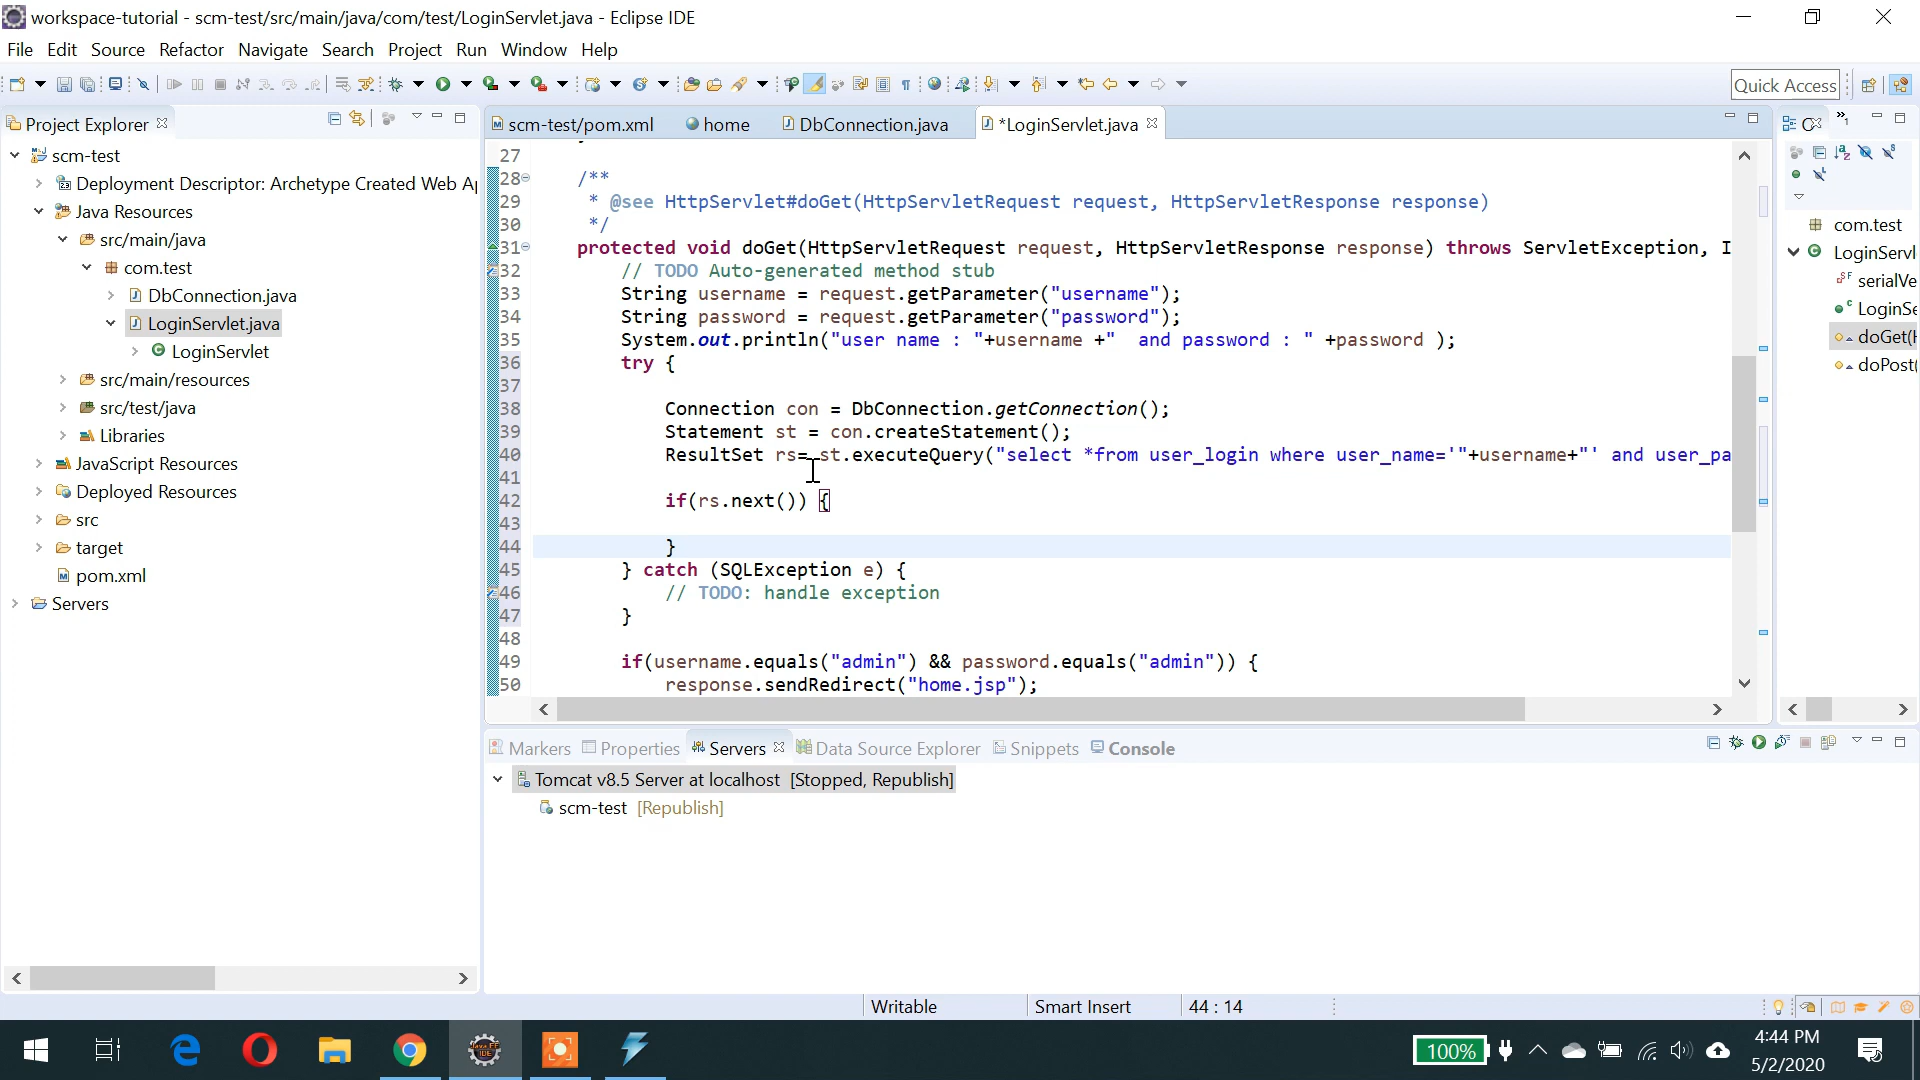 workspace-tutorial - scm-test/src/main/java/com/test/LoginServlet.java - Eclipse IDE
File Edit Source Refactor Navigate Search Project Run Window Help
Quick Access
Project Explorer
scm-test/pom.xml home DbConnection.java *LoginServlet.java
scm-test
Deployment Descriptor: Archetype Created Web Ap
Java Resources
src/main/java
com.test
DbConnection.java
LoginServlet.java
LoginServlet
src/main/resources
src/test/java
Libraries
JavaScript Resources
Deployed Resources
src
target
pom.xml
Servers
27
28 /**
29 * @see HttpServlet#doGet(HttpServletRequest request, HttpServletResponse response)
30 */
31 protected void doGet(HttpServletRequest request, HttpServletResponse response) throws ServletException, I
32 // TODO Auto-generated method stub
33 String username = request.getParameter("username");
34 String password = request.getParameter("password");
35 System.out.println("user name : "+username +"  and password : " +password );
36 try {
37
38 Connection con = DbConnection.getConnection();
39 Statement st = con.createStatement();
40 ResultSet rs= st.executeQuery("select *from user_login where user_name='"+username+"' and user_pa
41
42 if(rs.next()) {
43
44 }
45 } catch (SQLException e) {
46 // TODO: handle exception
47 }
48
49 if(username.equals("admin") && password.equals("admin")) {
50 response.sendRedirect("home.jsp");
com.test
LoginServl
serialVe
LoginSe
doGet(H
doPost(
Markers Properties Servers Data Source Explorer Snippets Console
Tomcat v8.5 Server at localhost [Stopped, Republish]
scm-test [Republish]
Writable Smart Insert 44 : 14
100%
4:44 PM
5/2/2020